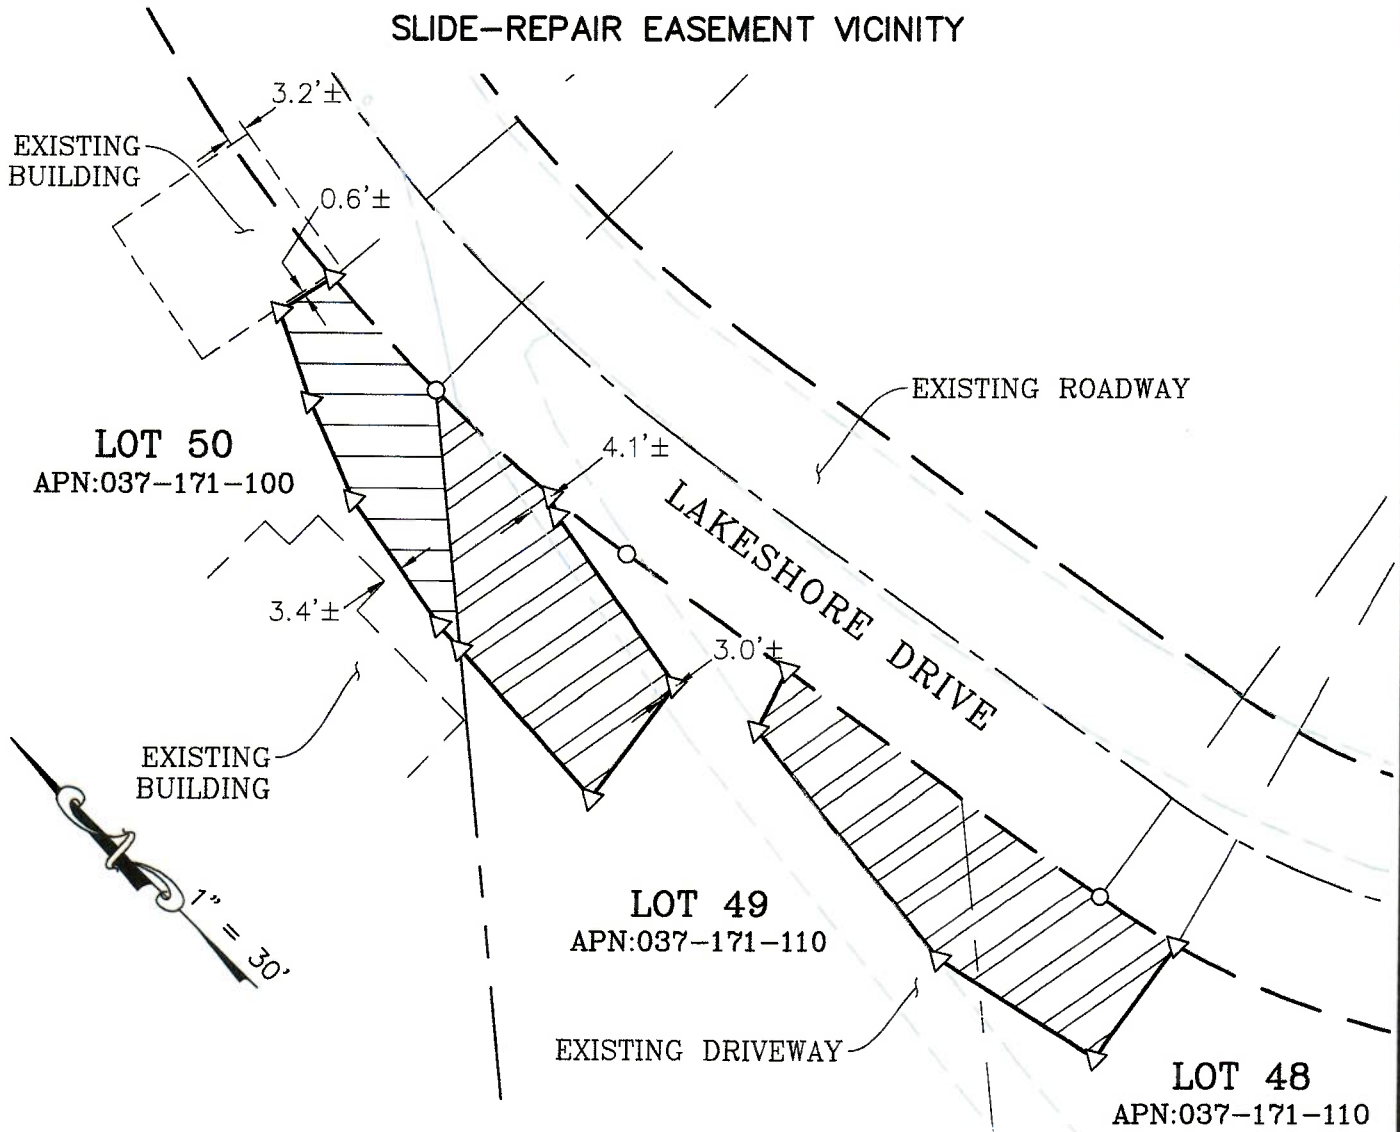 SLIDE-REPAIR EASEMENT VICINITY
3.2'±
EXISTING
BUILDING
0.6'±
EXISTING ROADWAY
LOT 50
APN:037-171-100
4.1'±
LAKESHORE DRIVE
3.4'±
3.0'±
EXISTING
BUILDING
1" = 30'
LOT 49
APN:037-171-110
EXISTING DRIVEWAY
LOT 48
APN:037-171-110